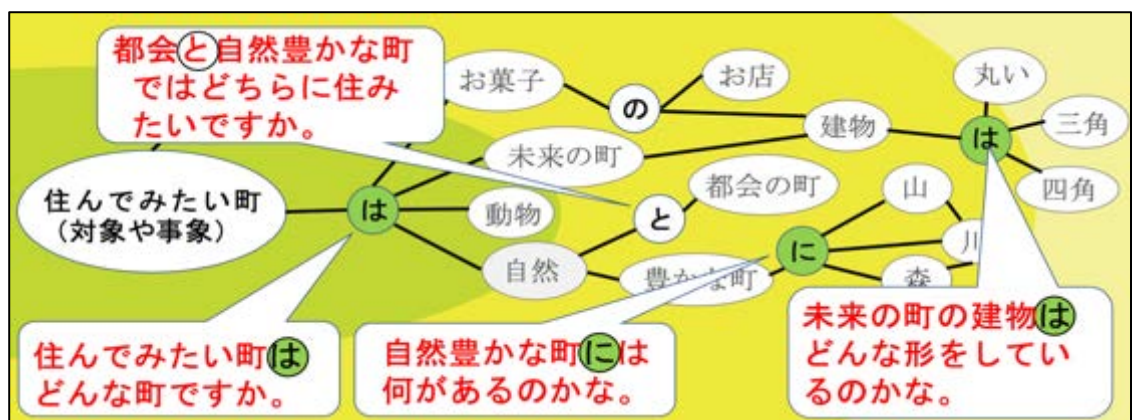 都会と自然豊かな町
ではどちらに住み
たいですか。
お菓子
の
お店
丸い
建物
は
三角
四角
未来の町
都会の町
山
住んでみたい町
(対象や事象)
は
動物
と
自然
豊かな町
に
川
森
住んでみたい町は
どんな町ですか。
自然豊かな町には
何があるのかな。
未来の町の建物は
どんな形をしてい
るのかな。